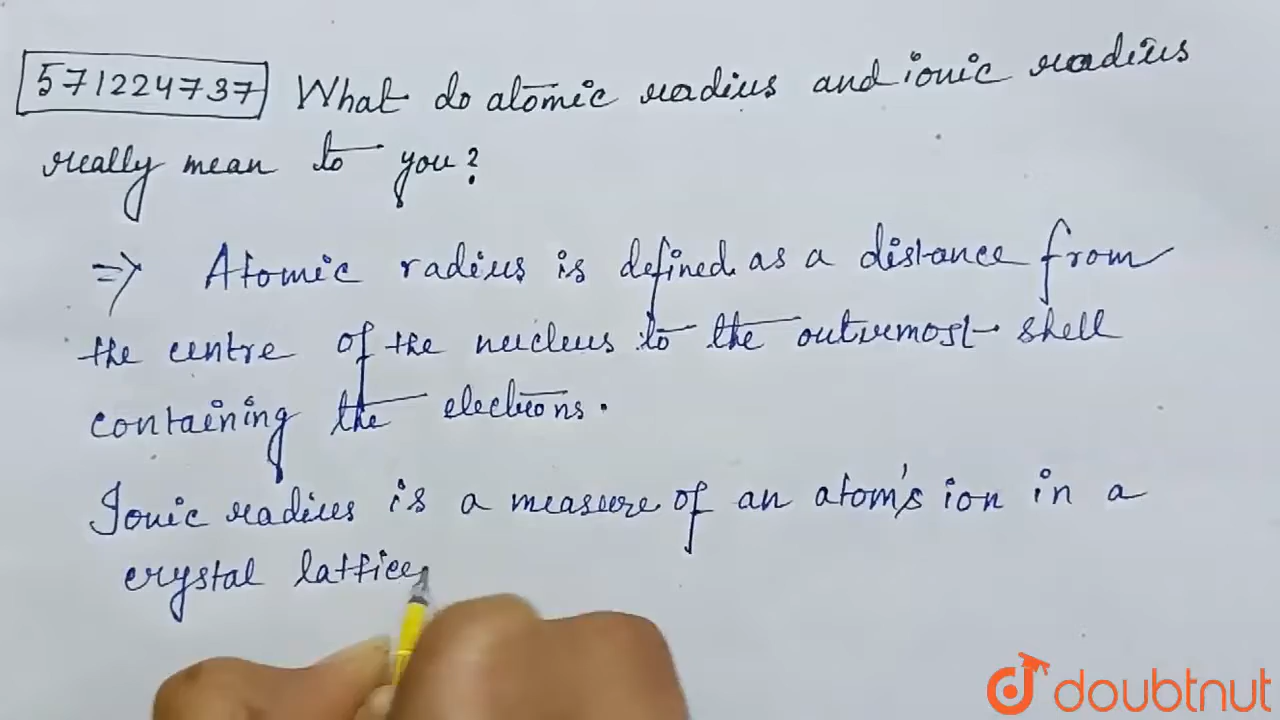 571224737 What do atomic radius and ionic radius
really mean to you?
=> Atomic radius is defined as a distance from
the centre of the nucleus to the outermost shell
containing the electrons.
Ionic radius is a measure of an atom's ion in a
crystal lattice
doubtnut